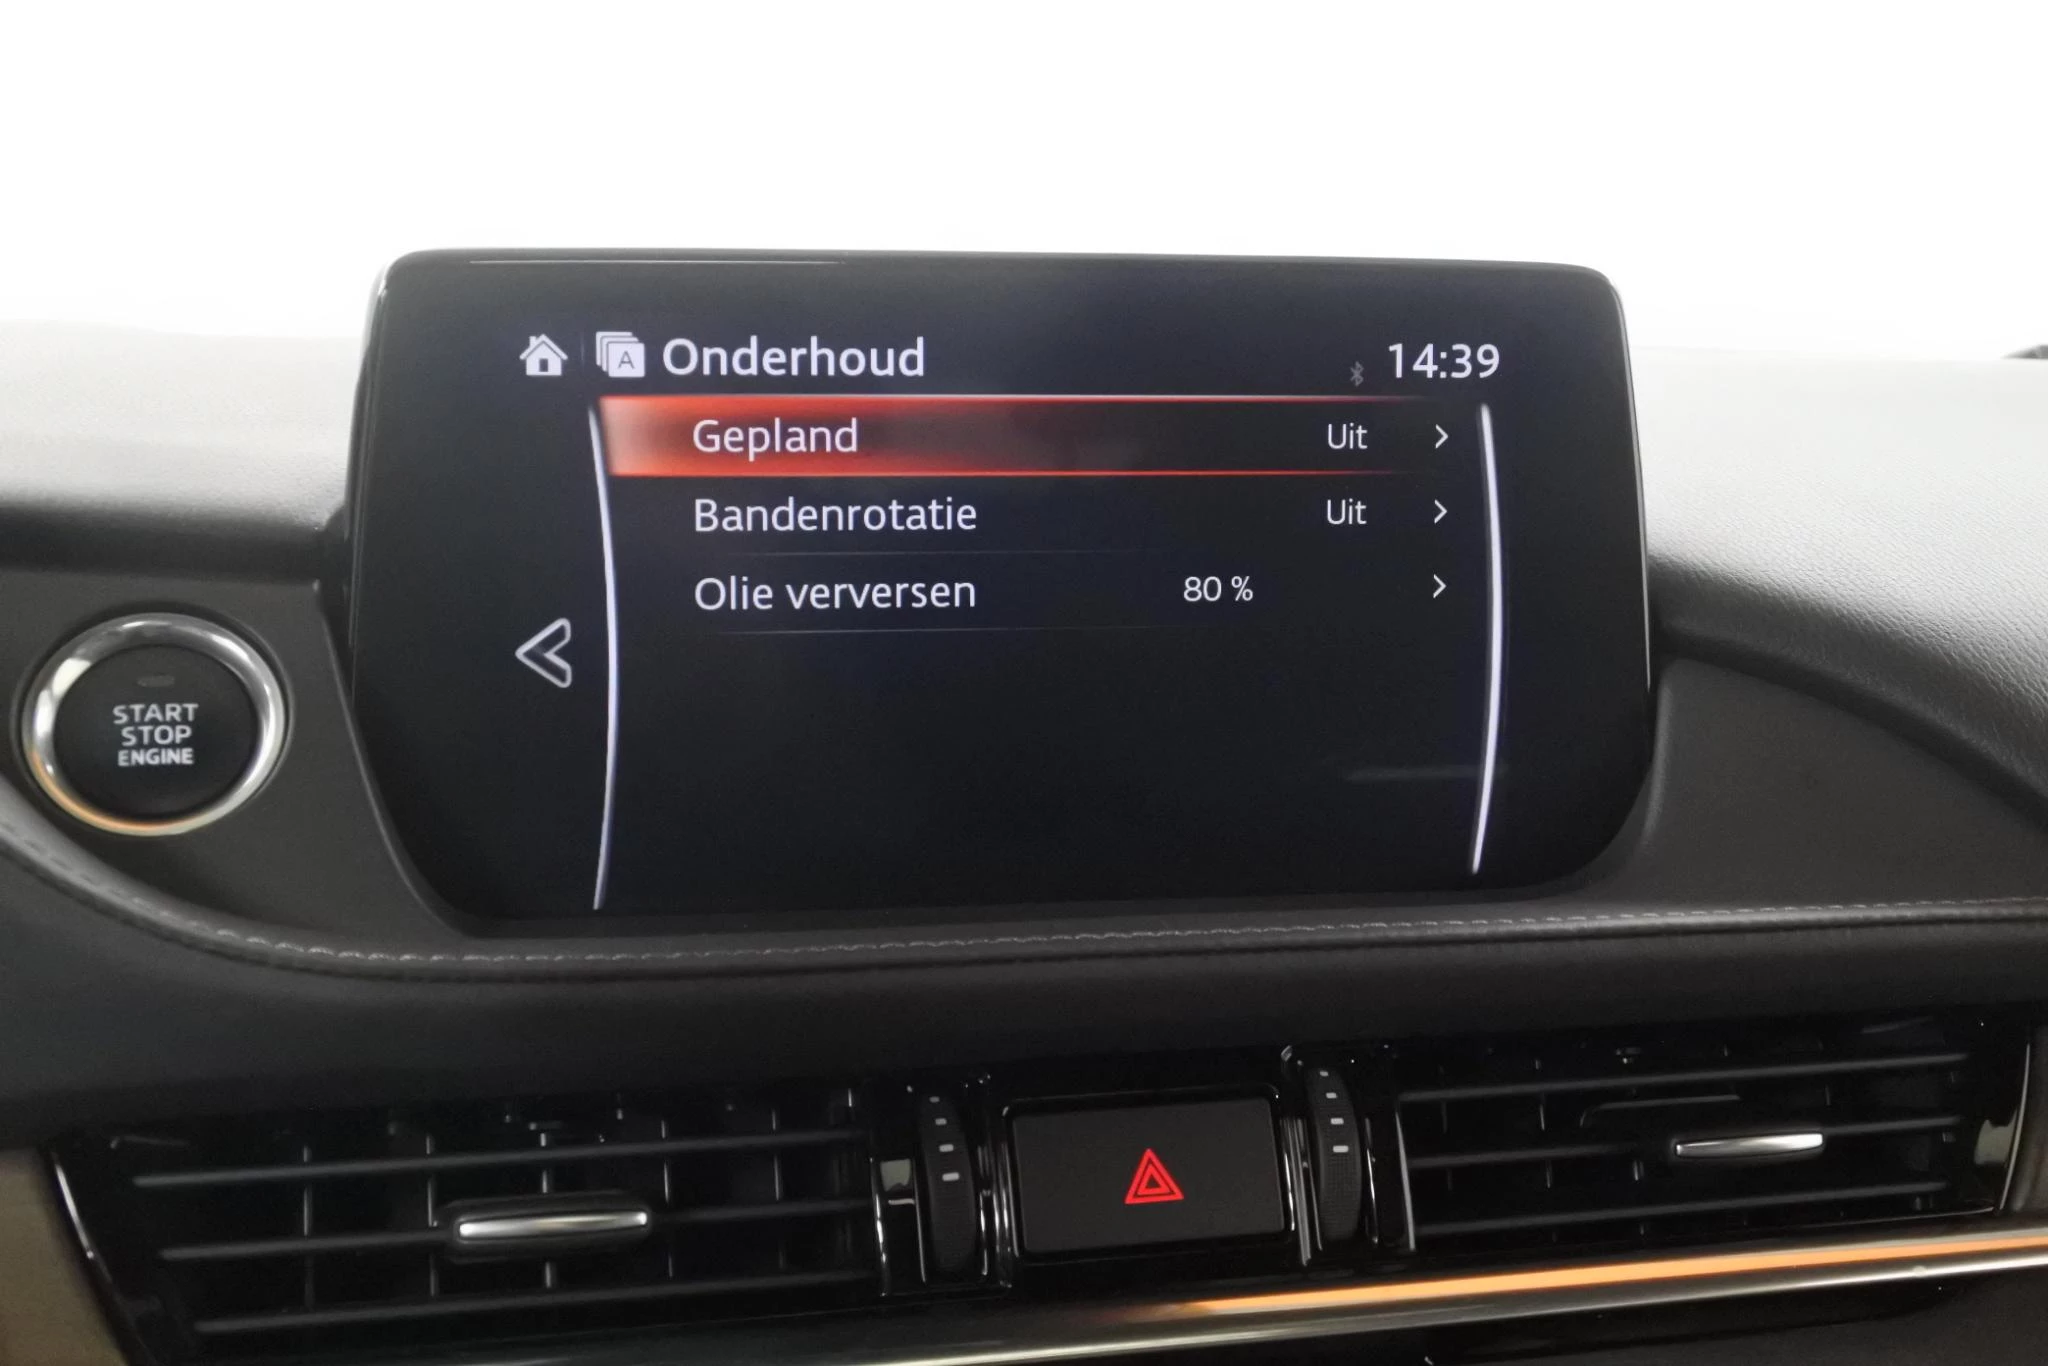 A Onderhoud 14:39
Gepland Uit
Bandenrotatie Uit
Olie verversen 80 %
START
STOP
ENGINE